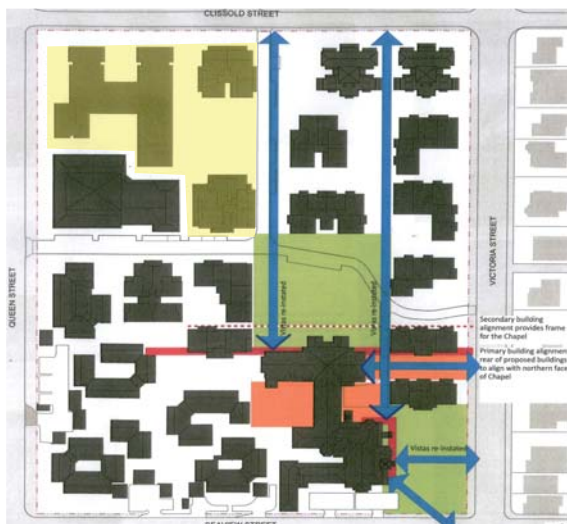 CLISSOLD STREET
QUEEN STREET
VICTORIA STREET
Vistas re-instated
Vistas re-instated
Secondary building
alignment provides frame
for the Chapel
Primary building alignment
rear of proposed buildings
to align with northern face
of Chapel
Vistas re-instated
STREET